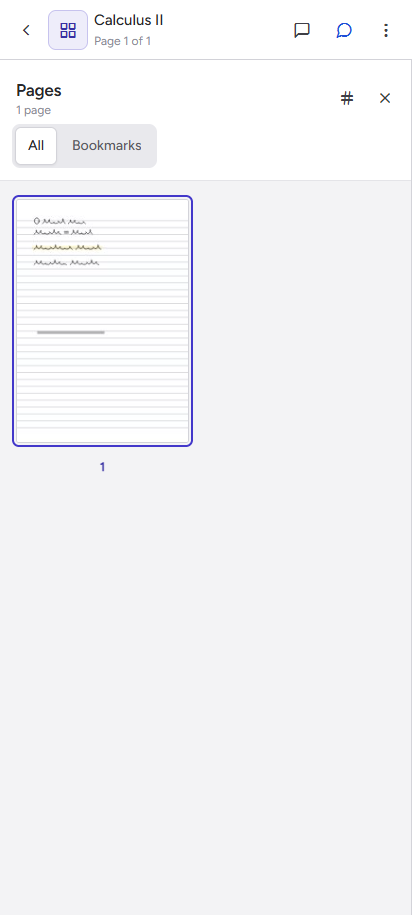 Calculus II
Page 1 of 1
Pages
1 page
#
All
Bookmarks
1